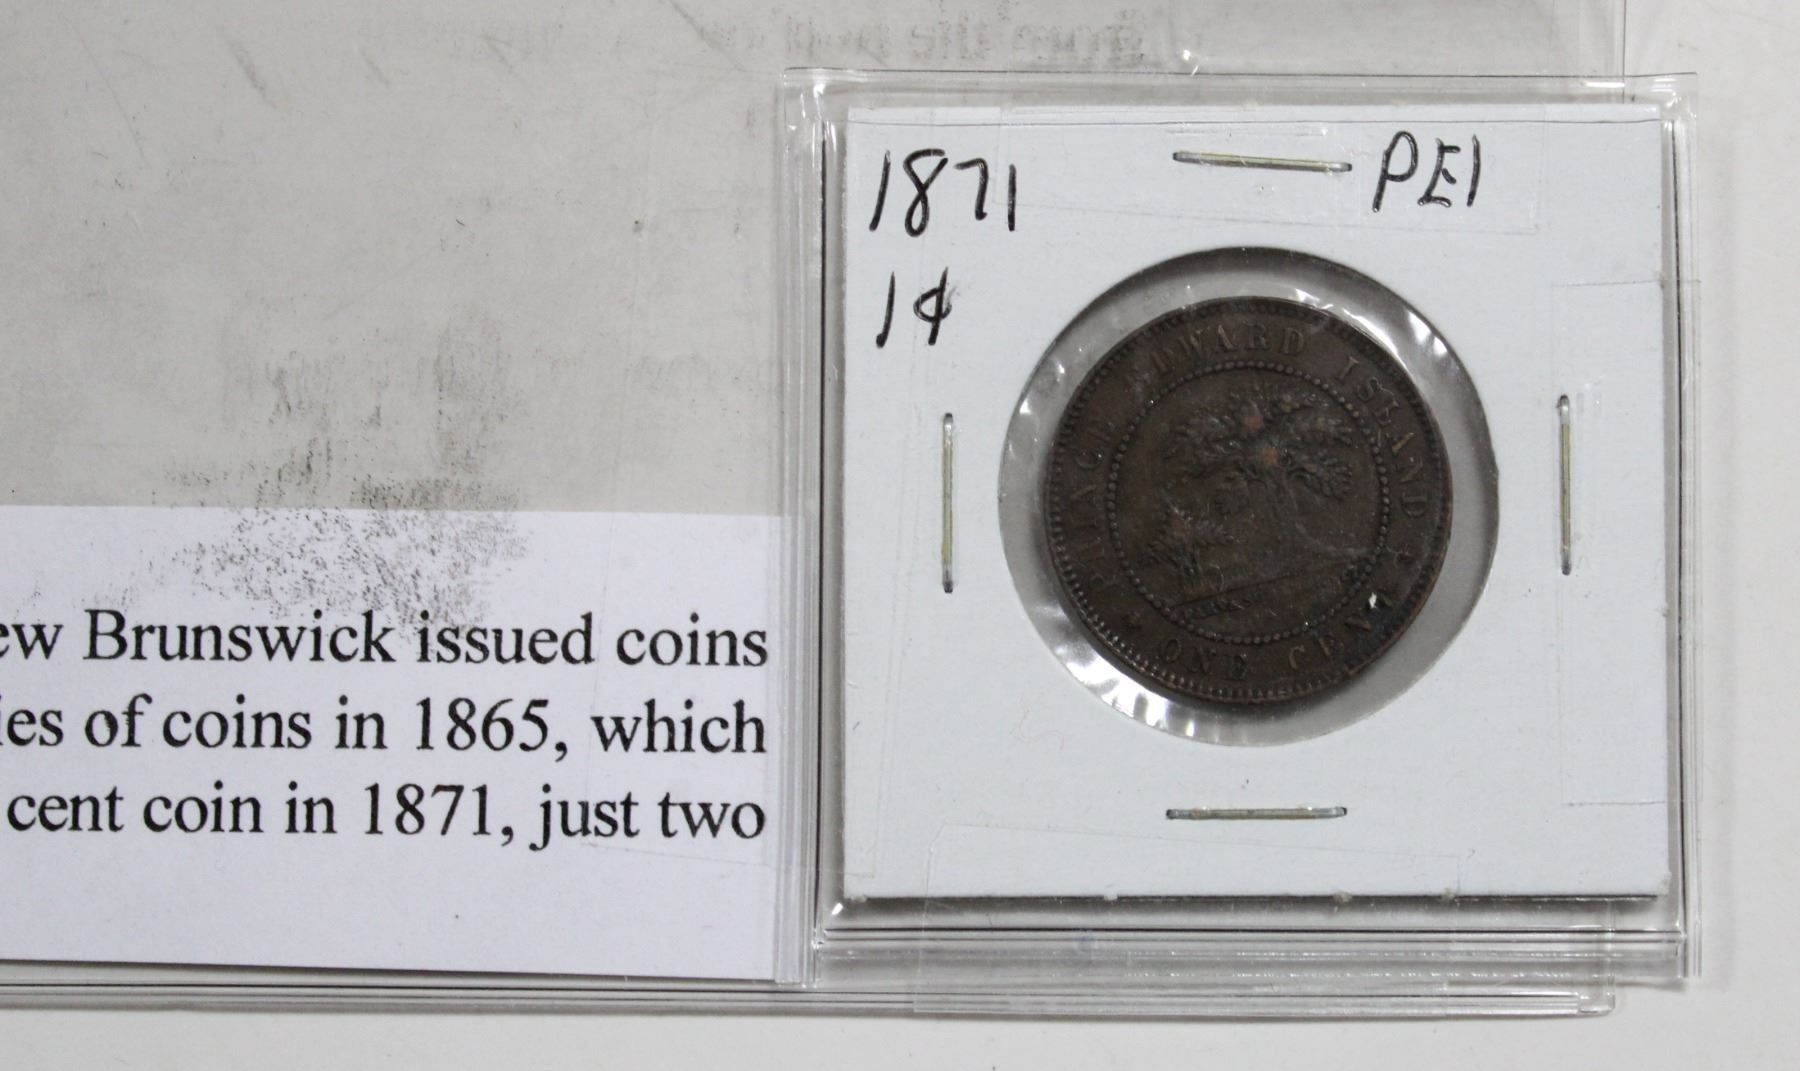 1871
PEI
1¢
PRINCE EDWARD ISLAND
ONE CENT
ew Brunswick issued coins
ies of coins in 1865, which
cent coin in 1871, just two